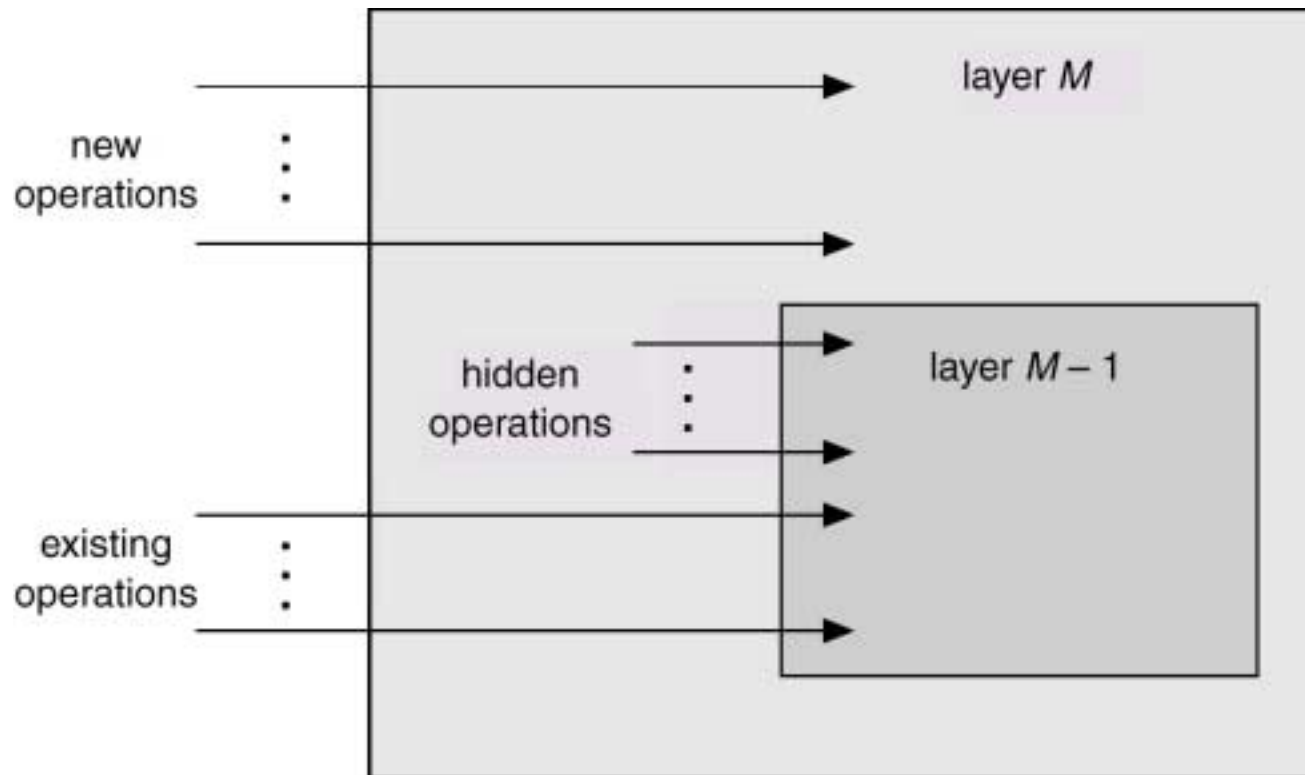 layer M
new
operations
hidden
operations
layer M – 1
existing
operations